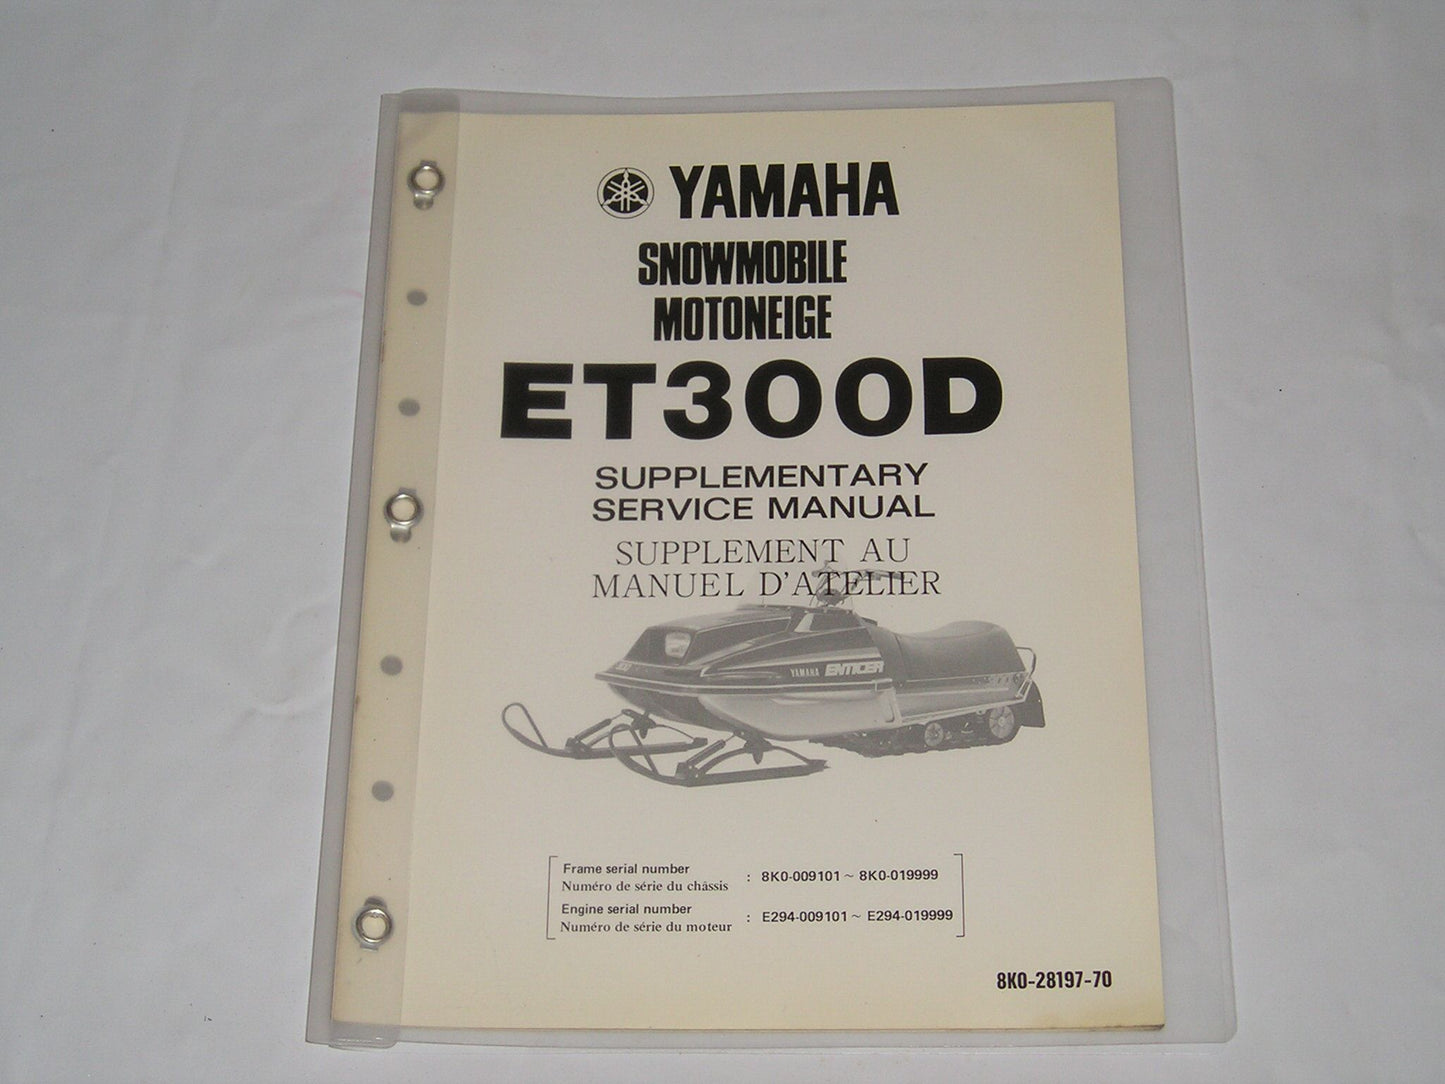 YAMAHA
SNOWMOBILE
MOTONEIGE
ET300D
SUPPLEMENTARY
SERVICE MANUAL
SUPPLEMENT AU
MANUEL D'ATELIER
YAMAHA ENTICER
300
Frame serial number
Numéro de série du châssis : 8K0-009101 ~ 8K0-019999
Engine serial number
Numéro de série du moteur : E294-009101 ~ E294-019999
8K0-28197-70